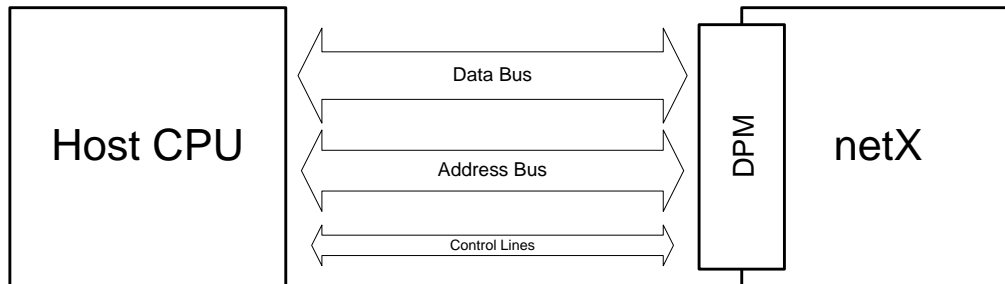 Data Bus
Host CPU
DPM
netX
Address Bus
Control Lines